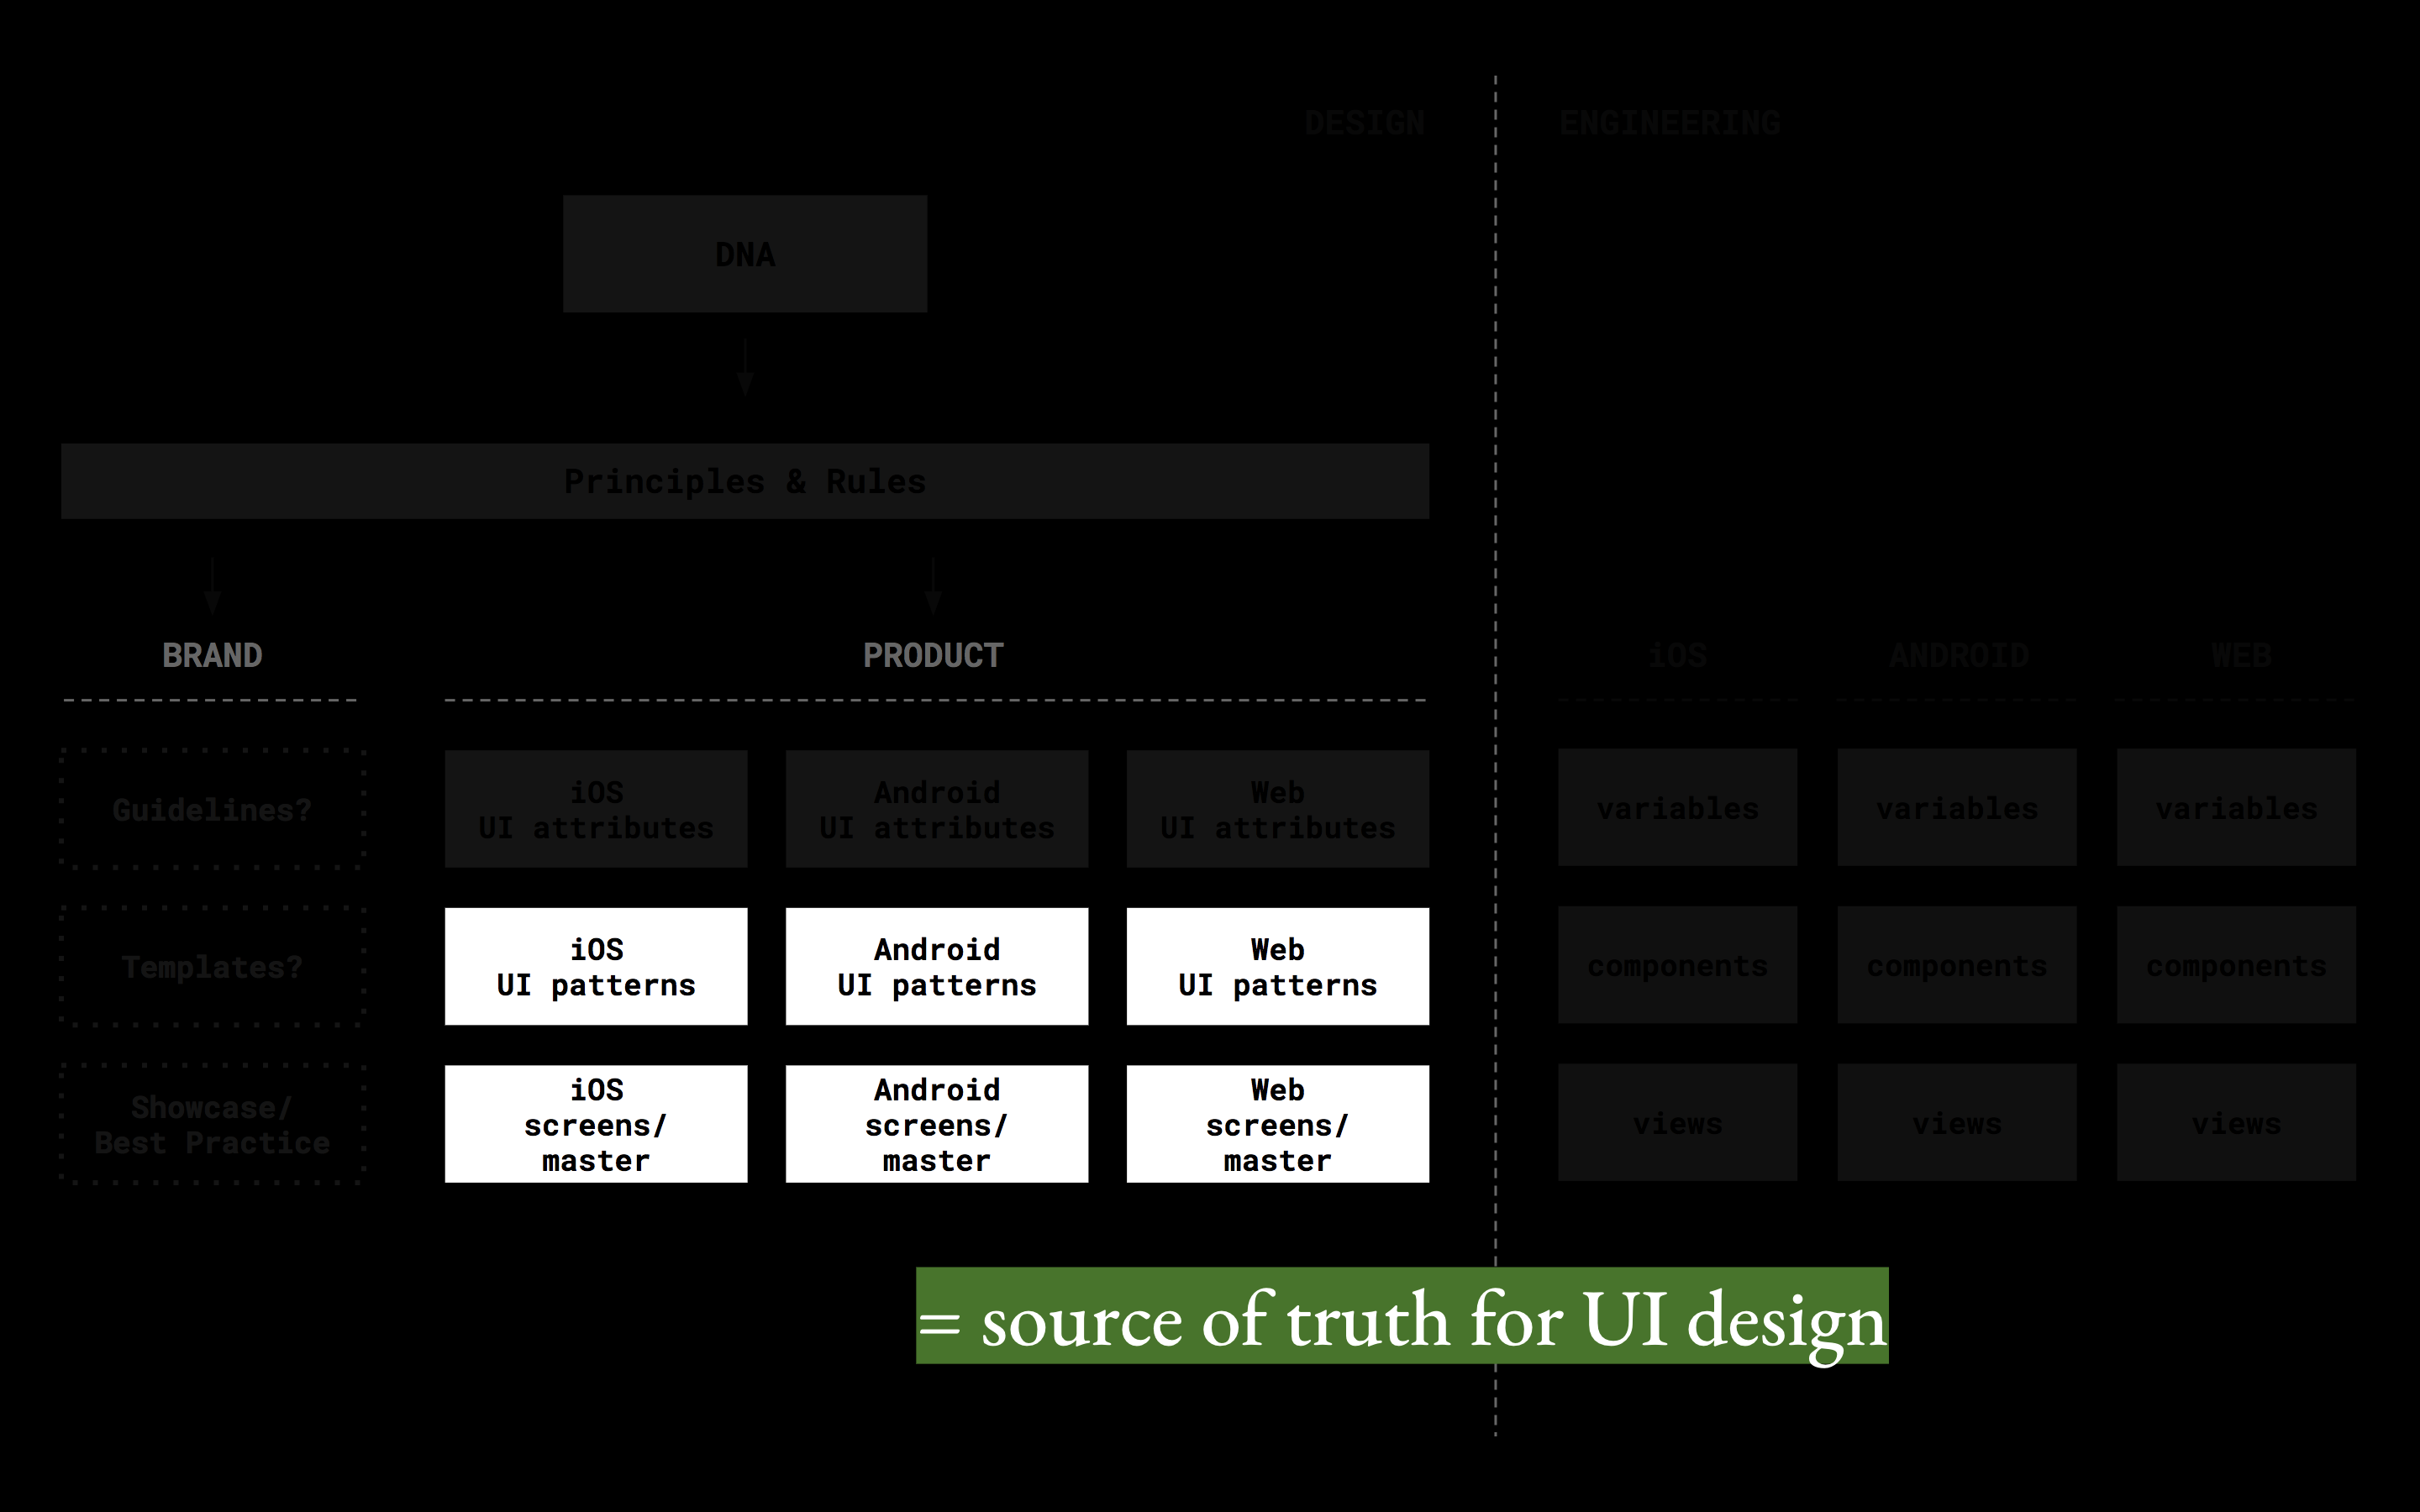 DESIGN
ENGINEERING
DNA
Principles & Rules
BRAND
PRODUCT
iOS
ANDROID
WEB
Guidelines?
iOS
UI attributes
Android
UI attributes
Web
UI attributes
variables
variables
variables
Templates?
iOS
UI patterns
Android
UI patterns
Web
UI patterns
components
components
components
Showcase/
Best Practice
iOS
screens/
master
Android
screens/
master
Web
screens/
master
views
views
views
= source of truth for UI design